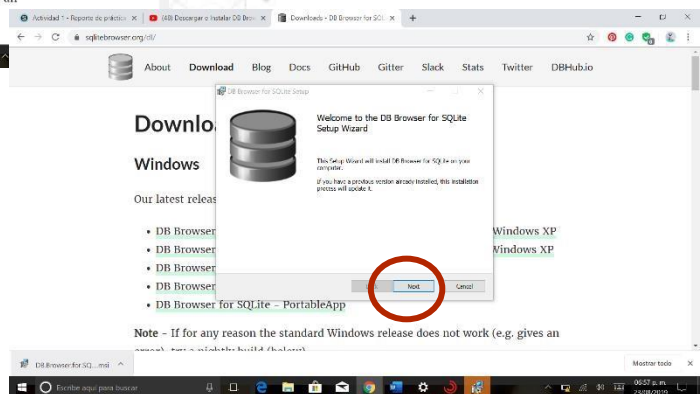 Actividad 1 - Reporte de práctica
(48) Descargar e Instalar DB Brow
Downloads - DB Browser for SQL
sqlitebrowser.org/dl/
About Download Blog Docs GitHub Gitter Slack Stats Twitter DBHub.io
DB Browser for SQLite Setup
Welcome to the DB Browser for SQLite
Setup Wizard
This Setup Wizard will install DB Browser for SQLite on your
computer.
If you have a previous version already installed, this installation
process will update it.
Next Cancel
Downlo
Windows
Our latest releas
• DB Browser Windows XP
• DB Browser Windows XP
• DB Browser
• DB Browser
• DB Browser for SQLite – PortableApp
Note - If for any reason the standard Windows release does not work (e.g. gives an
error), try a nightly build (below).
DB.Browser.for.SQ....msi
Mostrar todo
Escribe aquí para buscar
06:57 p. m.
23/08/2019